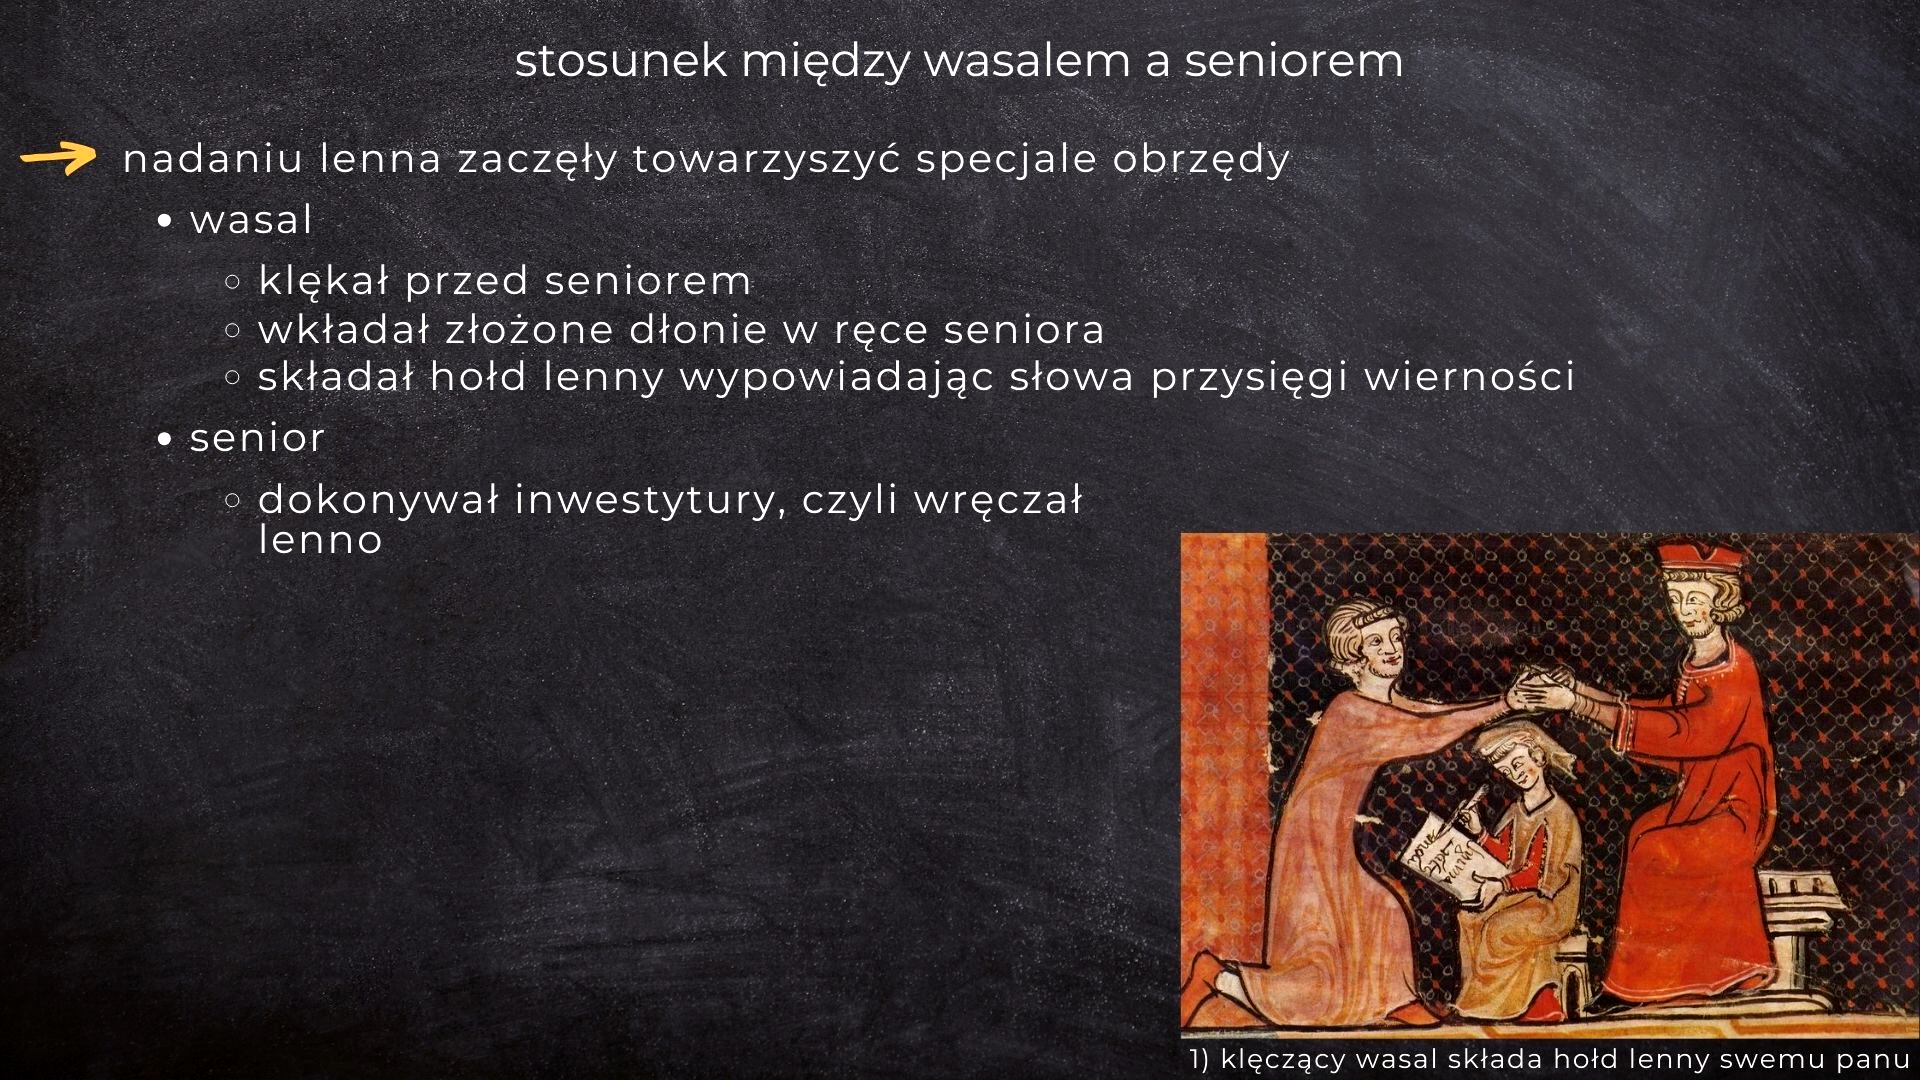 stosunek między wasalem a seniorem
nadaniu lenna zaczęły towarzyszyć specjale obrzędy
• wasal
◦ klękał przed seniorem
◦ wkładał złożone dłonie w ręce seniora
◦ składał hołd lenny wypowiadając słowa przysięgi wierności
• senior
◦ dokonywał inwestytury, czyli wręczał
lenno
1) klęczący wasal składa hołd lenny swemu panu